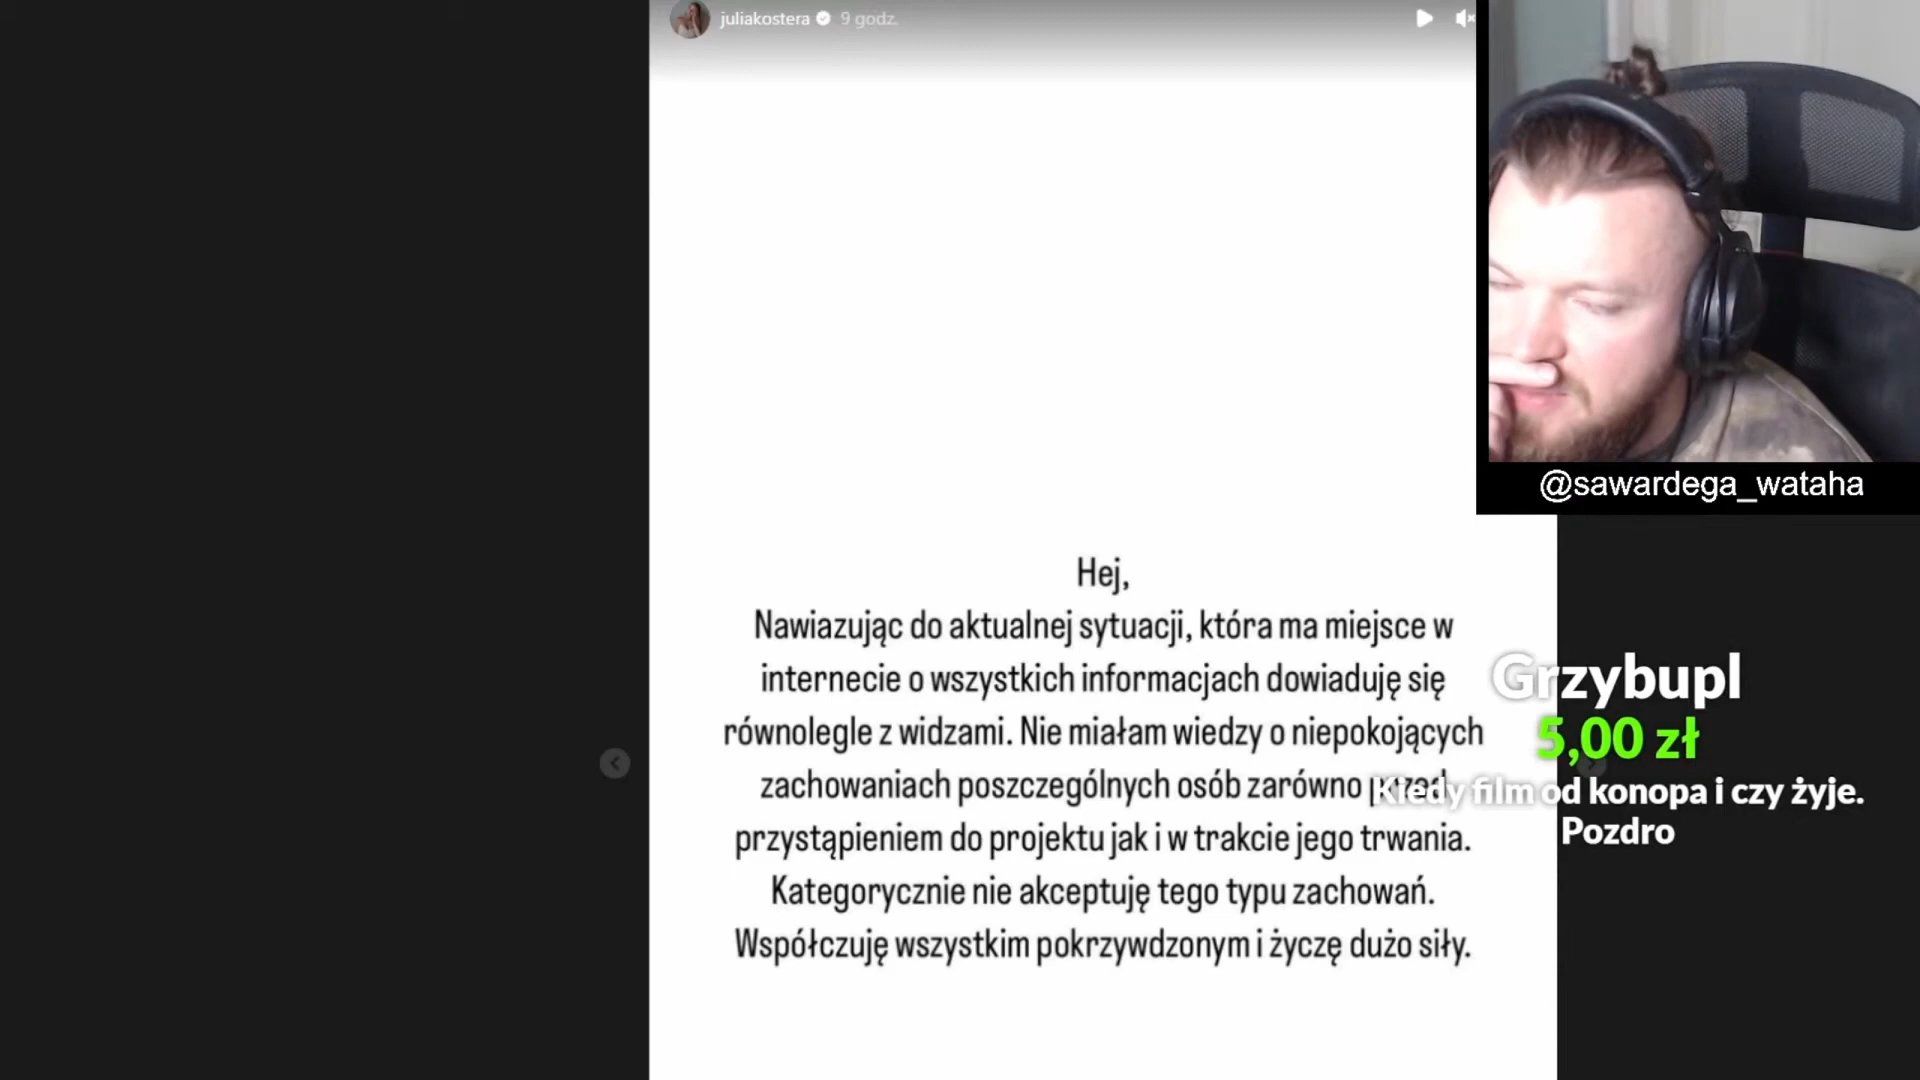 juliakostera 9 godz.
@sawardega_wataha
Hej,
Nawiazując do aktualnej sytuacji, która ma miejsce w
internecie o wszystkich informacjach dowiaduję się
równolegle z widzami. Nie miałam wiedzy o niepokojących
zachowaniach poszczególnych osób zarówno przed
przystąpieniem do projektu jak i w trakcie jego trwania.
Kategorycznie nie akceptuję tego typu zachowań.
Współczuję wszystkim pokrzywdzonym i życzę dużo siły.
Grzybupl
5,00 zł
Kiedy film od konopa i czy żyje.
Pozdro